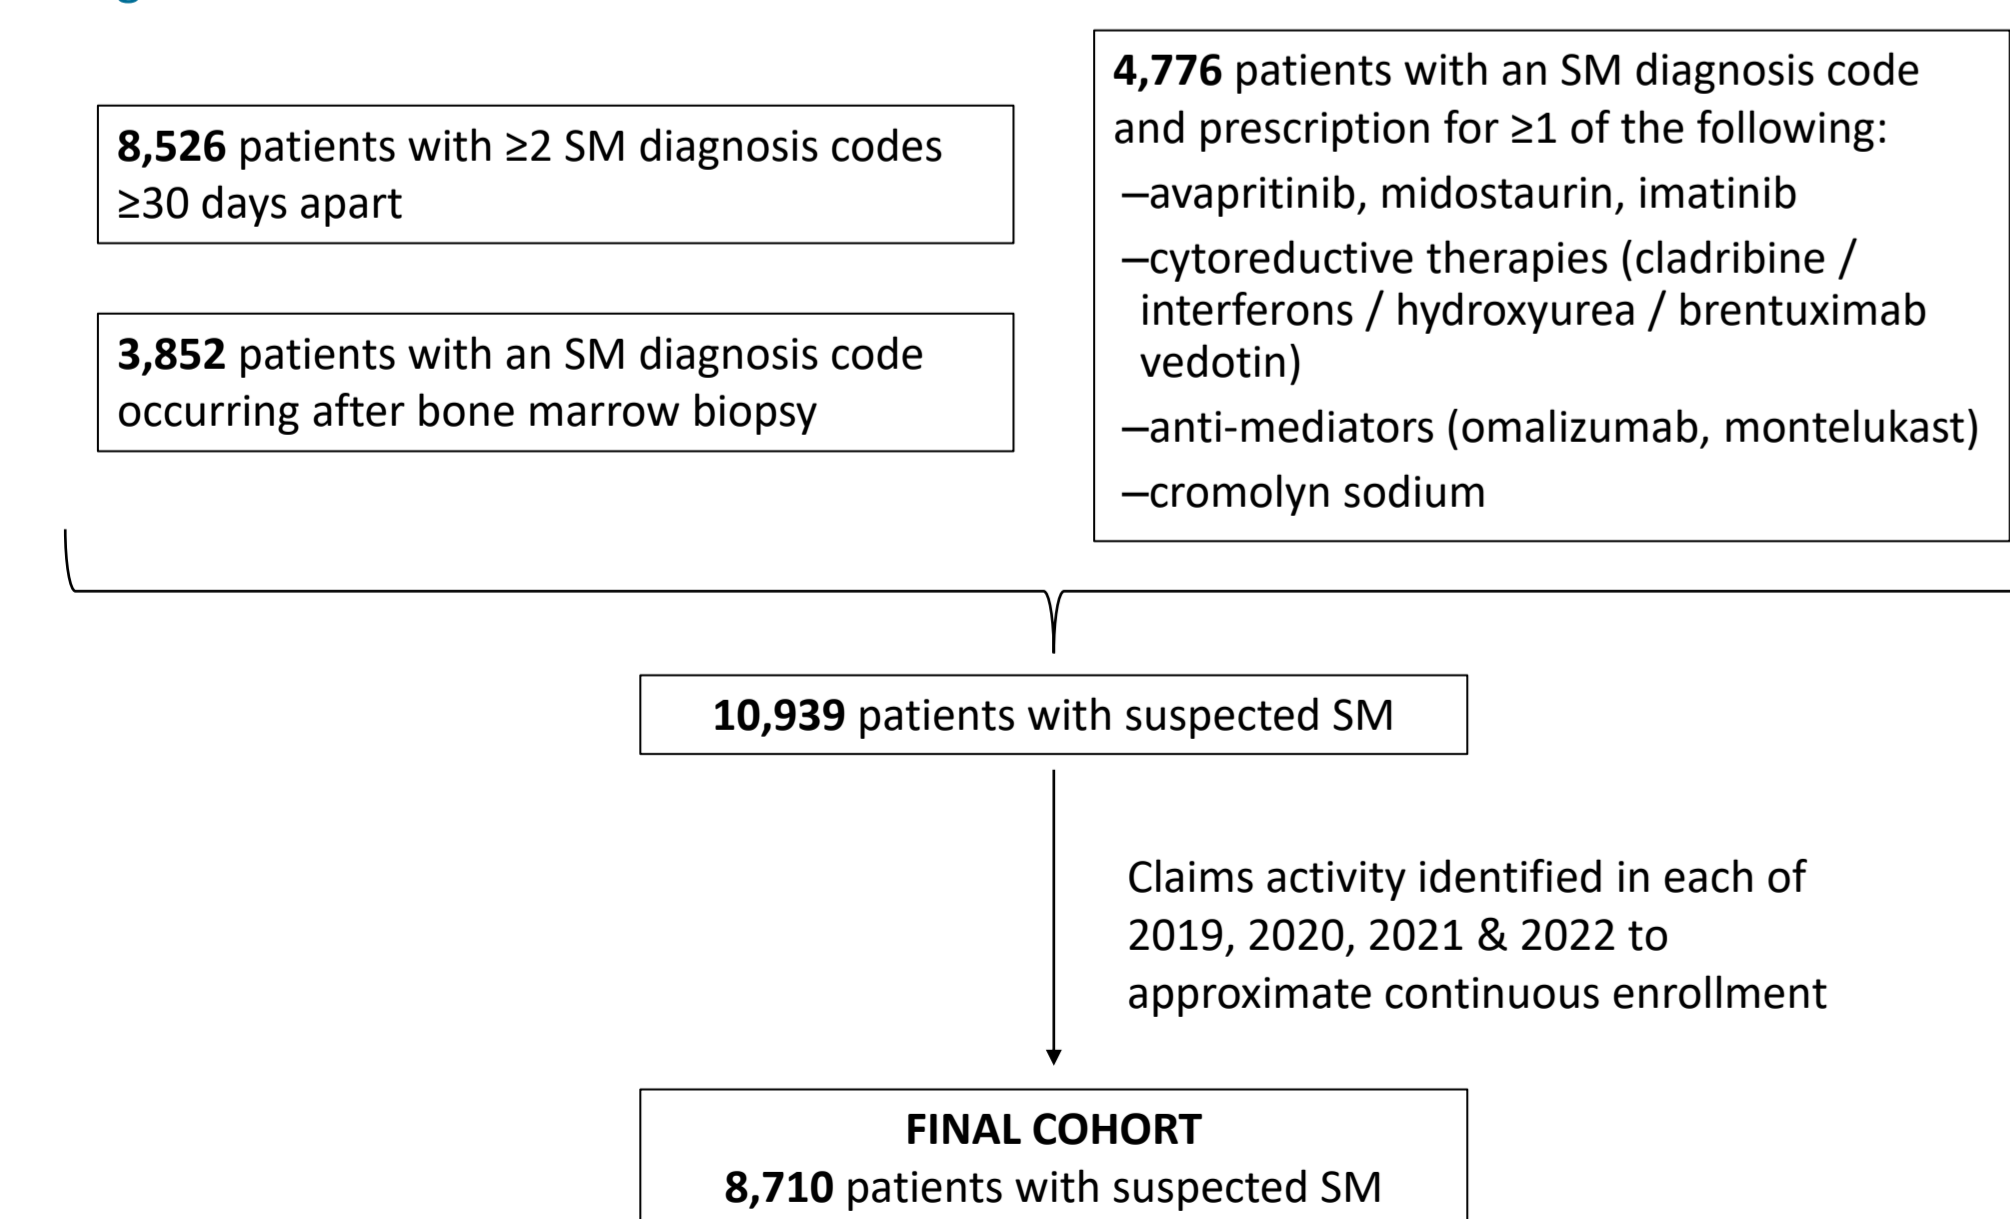 8,526 patients with ≥2 SM diagnosis codes
≥30 days apart
3,852 patients with an SM diagnosis code
occurring after bone marrow biopsy
4,776 patients with an SM diagnosis code
and prescription for ≥1 of the following:
–avapritinib, midostaurin, imatinib
–cytoreductive therapies (cladribine /
interferons / hydroxyurea / brentuximab
vedotin)
–anti-mediators (omalizumab, montelukast)
–cromolyn sodium
10,939 patients with suspected SM
Claims activity identified in each of
2019, 2020, 2021 & 2022 to
approximate continuous enrollment
FINAL COHORT
8,710 patients with suspected SM